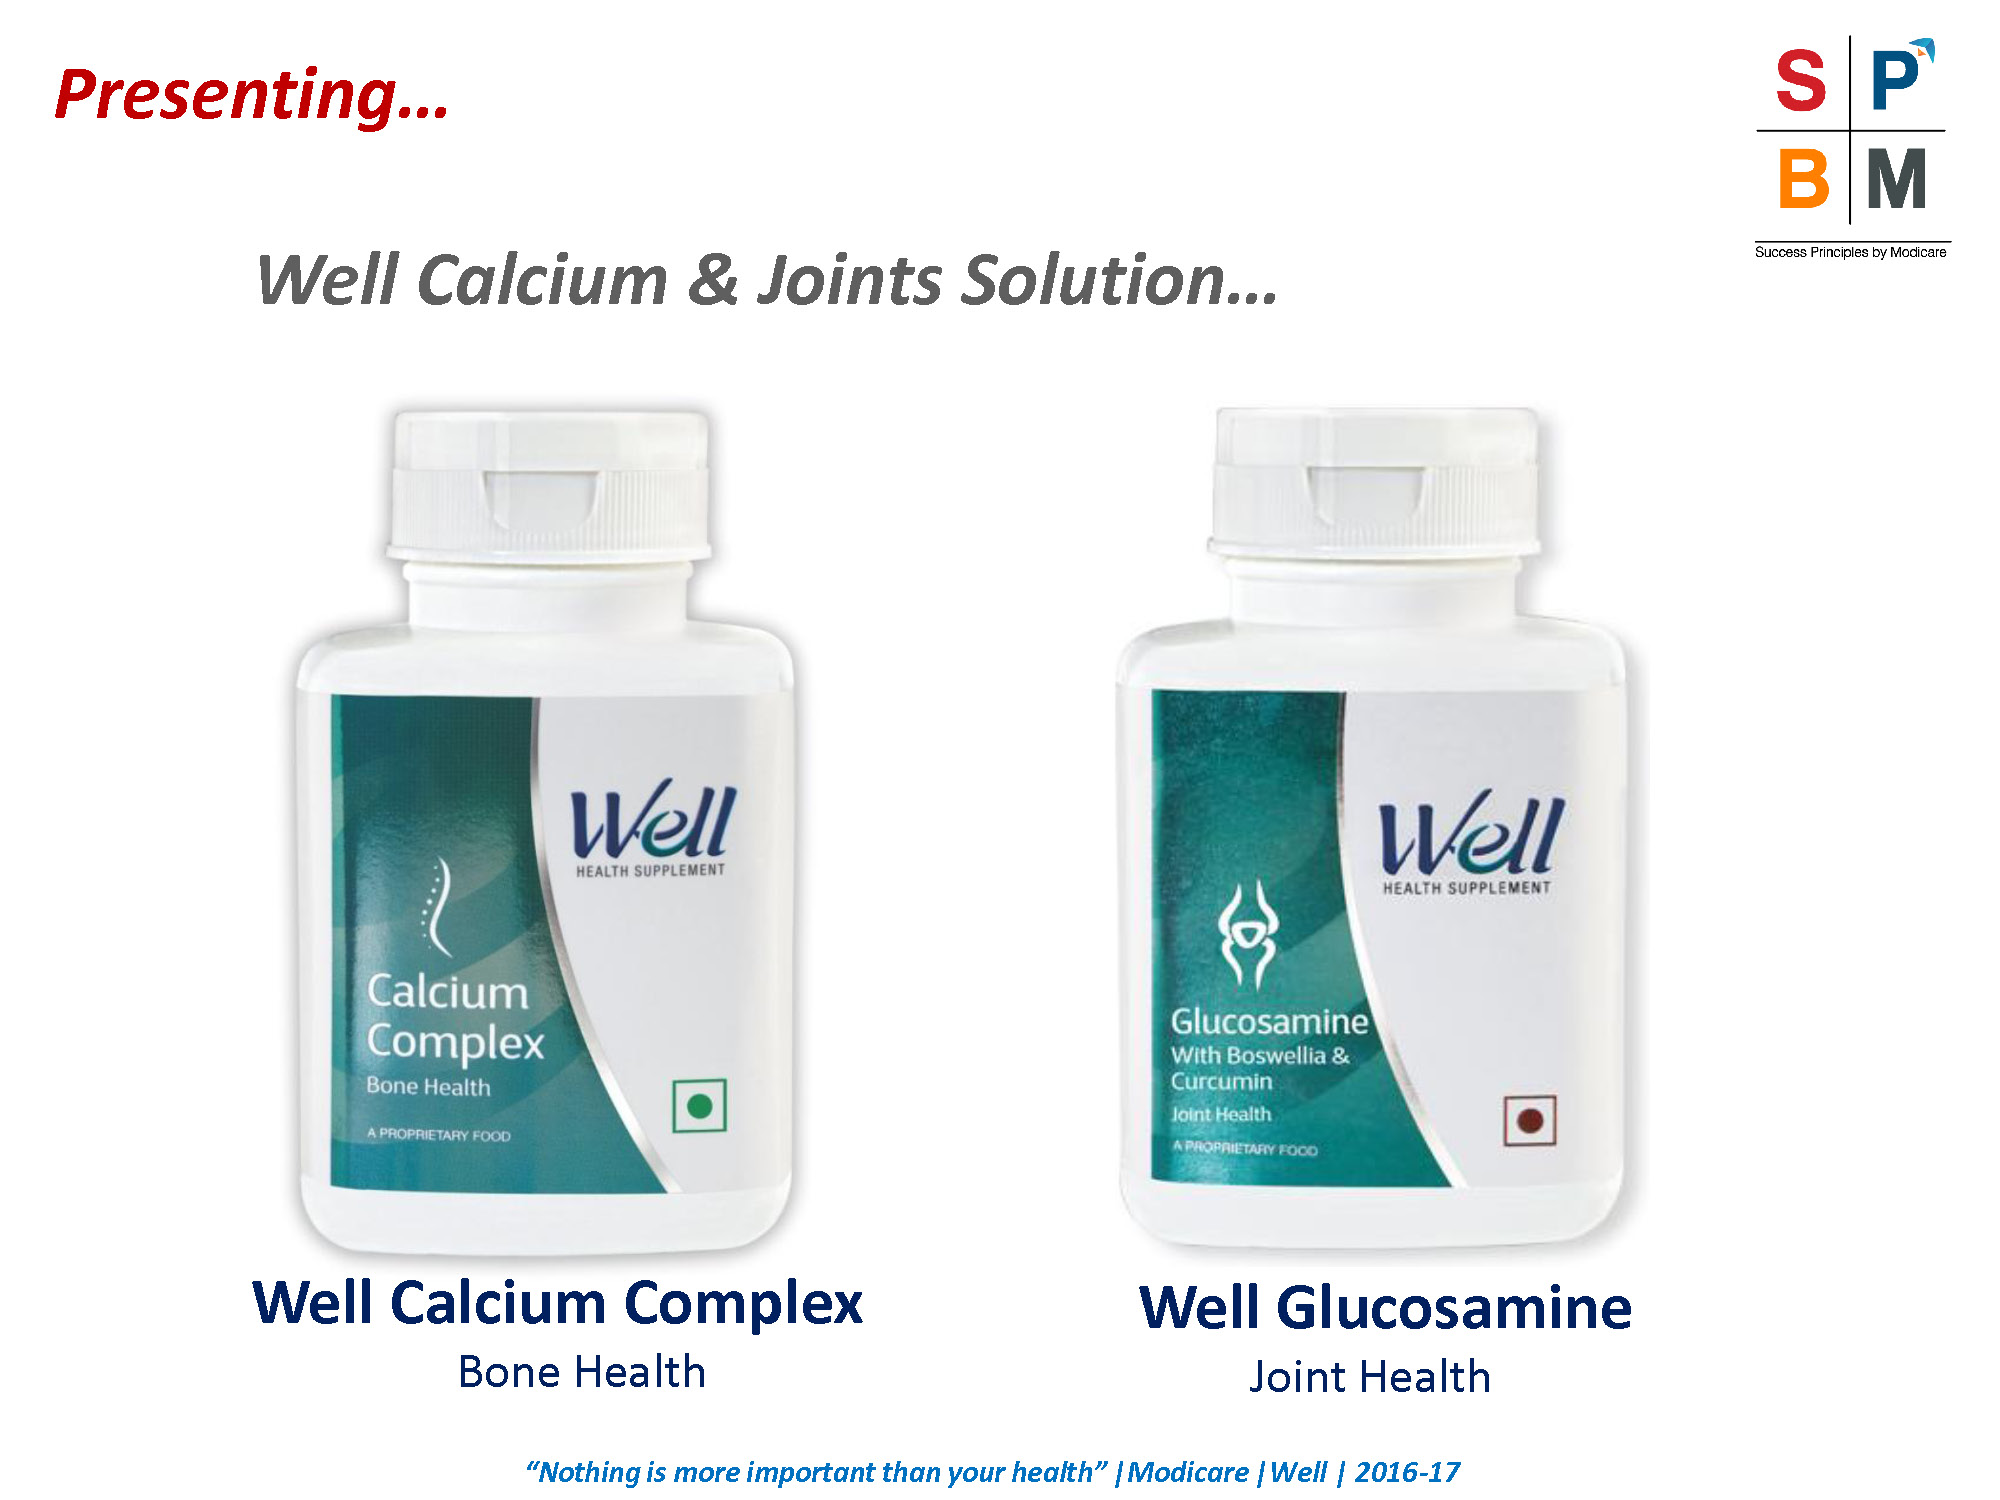 Presenting...
S P
B M
Success Principles by Modicare
Well Calcium & Joints Solution...
Well
HEALTH SUPPLEMENT
Calcium
Complex
Bone Health
A PROPRIETARY FOOD
Well
HEALTH SUPPLEMENT
Glucosamine
With Boswellia &
Curcumin
Joint Health
A PROPRIETARY FOOD
Well Calcium Complex
Bone Health
Well Glucosamine
Joint Health
“Nothing is more important than your health” |Modicare |Well | 2016-17